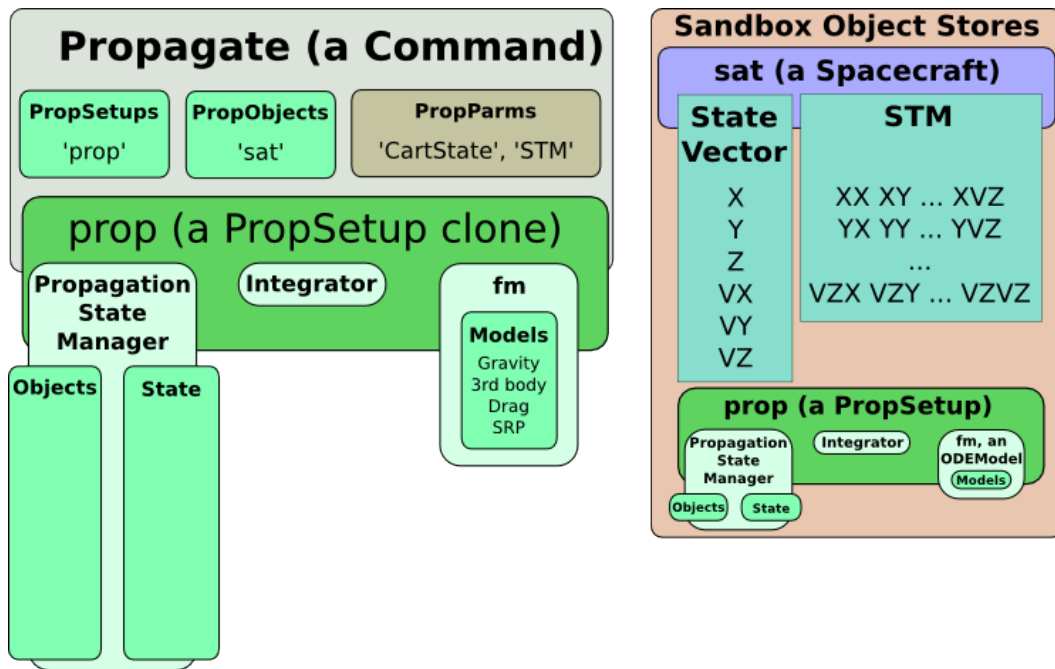 Propagate (a Command)
PropSetups
'prop'
PropObjects
'sat'
PropParms
'CartState', 'STM'
prop (a PropSetup clone)
Propagation
State
Manager
Objects
State
Integrator
fm
Models
Gravity
3rd body
Drag
SRP
Sandbox Object Stores
sat (a Spacecraft)
State
Vector
X
Y
Z
VX
VY
VZ
STM
XX XY ... XVZ
YX YY ... YVZ
...
VZX VZY ... VZVZ
prop (a PropSetup)
Propagation
State
Manager
Objects
State
Integrator
fm, an
ODEModel
Models